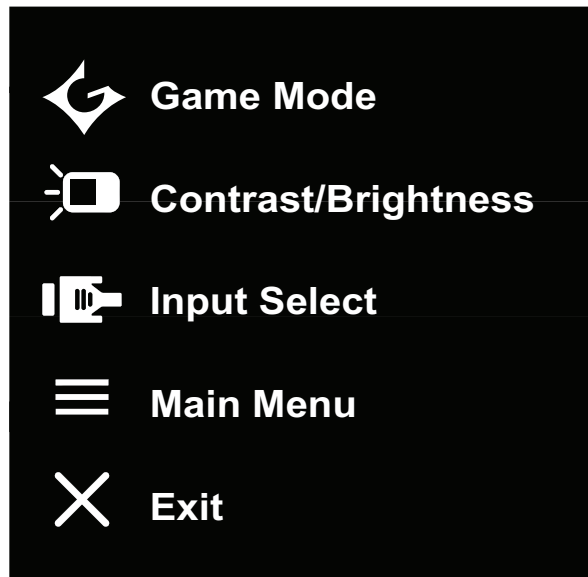 Game Mode
Contrast/Brightness
Input Select
Main Menu
Exit